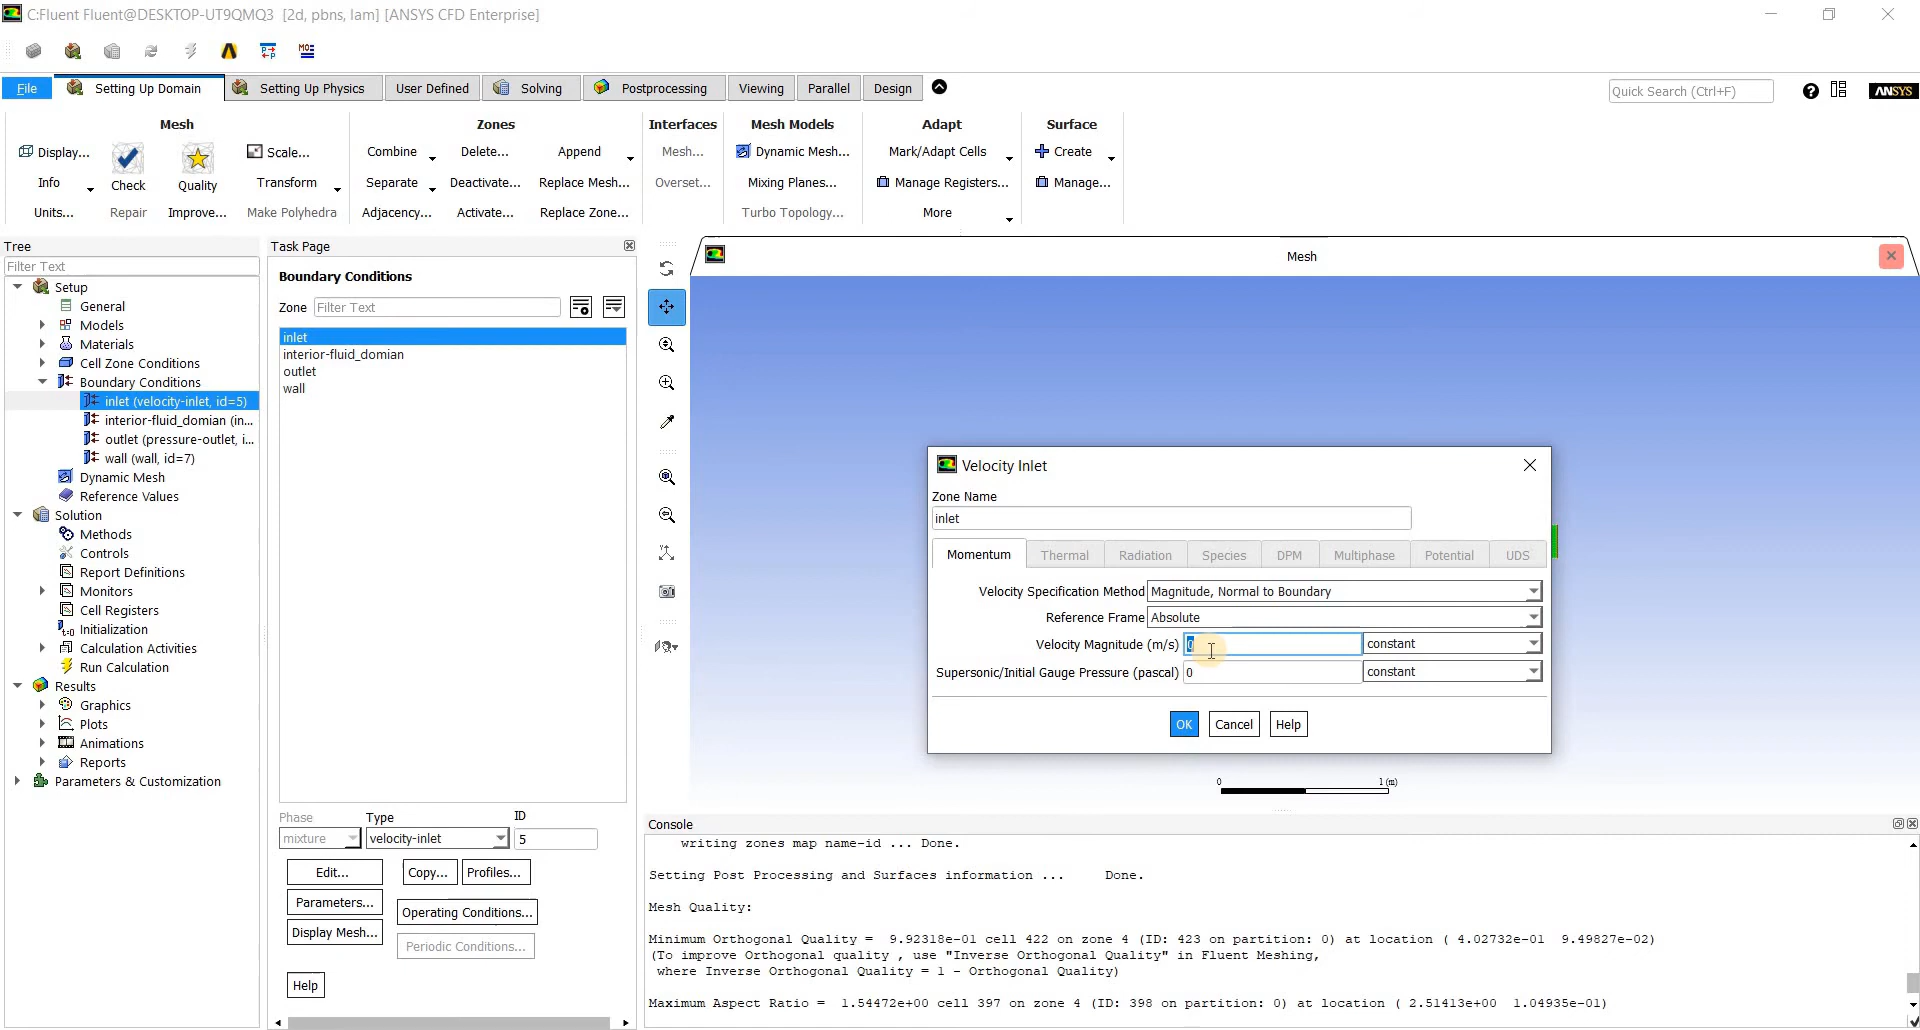 C:Fluent Fluent@DESKTOP-UT9QMQ3 [2d, pbns, lam] [ANSYS CFD Enterprise]
File
Setting Up Domain
Setting Up Physics
User Defined
Solving
Postprocessing
Viewing
Parallel
Design
Quick Search (Ctrl+F)
ANSYS
Mesh
Display...
Info
Units...
Check
Repair
Quality
Improve...
Scale...
Transform
Make Polyhedra
Zones
Combine
Separate
Adjacency...
Delete...
Deactivate...
Activate...
Append
Replace Mesh...
Replace Zone...
Interfaces
Mesh...
Overset...
Mesh Models
Dynamic Mesh...
Mixing Planes...
Turbo Topology...
Adapt
Mark/Adapt Cells
Manage Registers...
More
Surface
Create
Manage...
Tree
Filter Text
Setup
General
Models
Materials
Cell Zone Conditions
Boundary Conditions
inlet (velocity-inlet, id=5)
interior-fluid_domian (in...
outlet (pressure-outlet, i...
wall (wall, id=7)
Dynamic Mesh
Reference Values
Solution
Methods
Controls
Report Definitions
Monitors
Cell Registers
Initialization
Calculation Activities
Run Calculation
Results
Graphics
Plots
Animations
Reports
Parameters & Customization
Task Page
Boundary Conditions
Zone Filter Text
inlet
interior-fluid_domian
outlet
wall
Phase Type ID
mixture velocity-inlet 5
Edit... Copy... Profiles...
Parameters... Operating Conditions...
Display Mesh... Periodic Conditions...
Help
Mesh
Velocity Inlet
Zone Name
inlet
Momentum Thermal Radiation Species DPM Multiphase Potential UDS
Velocity Specification Method Magnitude, Normal to Boundary
Reference Frame Absolute
Velocity Magnitude (m/s) 0 constant
Supersonic/Initial Gauge Pressure (pascal) 0 constant
OK Cancel Help
0 1 (m)
Console
writing zones map name-id ... Done.
Setting Post Processing and Surfaces information ... Done.
Mesh Quality:
Minimum Orthogonal Quality = 9.92318e-01 cell 422 on zone 4 (ID: 423 on partition: 0) at location ( 4.02732e-01 9.49827e-02)
(To improve Orthogonal quality , use "Inverse Orthogonal Quality" in Fluent Meshing,
where Inverse Orthogonal Quality = 1 - Orthogonal Quality)
Maximum Aspect Ratio = 1.54472e+00 cell 397 on zone 4 (ID: 398 on partition: 0) at location ( 2.51413e+00 1.04935e-01)